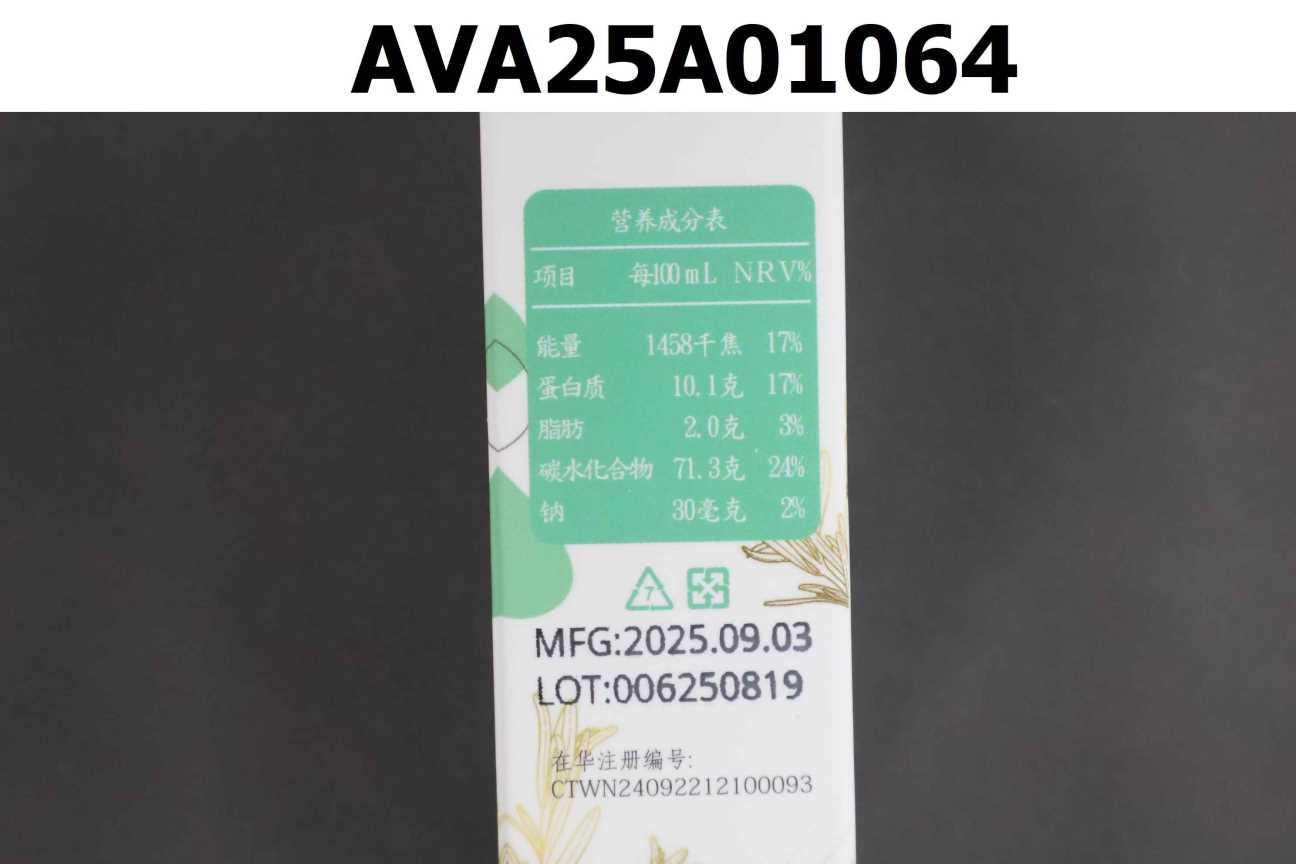 AVA25A01064
营养成分表
项目 每100mL NRV%
能量 1458千焦 17%
蛋白质 10.1克 17%
脂肪 2.0克 3%
碳水化合物 71.3克 24%
钠 30毫克 2%
7
MFG:2025.09.03
LOT:006250819
在华注册编号:
CTWN24092212100093